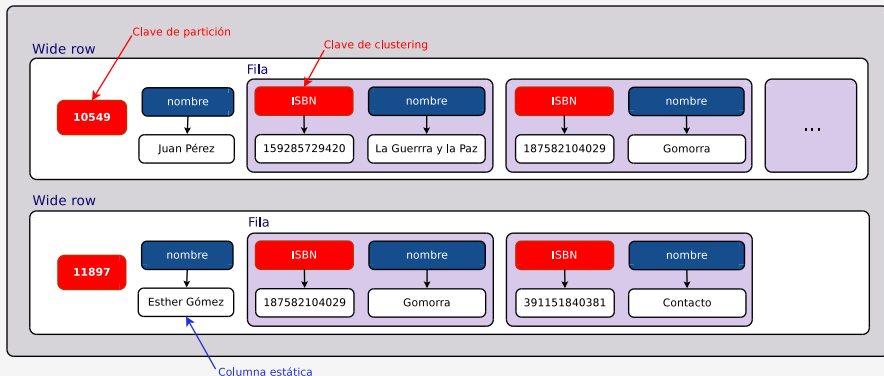 Clave de partición
Clave de clustering
Wide row
Fila
10549
nombre
Juan Pérez
ISBN
159285729420
nombre
La Guerrra y la Paz
ISBN
187582104029
nombre
Gomorra
...
Wide row
Fila
11897
nombre
Esther Gómez
ISBN
187582104029
nombre
Gomorra
ISBN
391151840381
nombre
Contacto
Columna estática